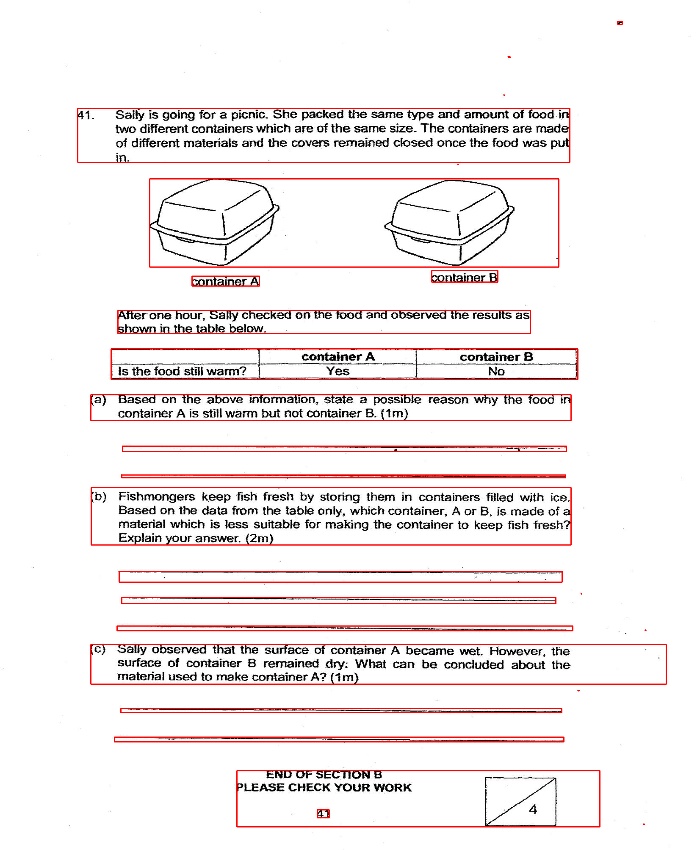 41. Sally is going for a picnic. She packed the same type and amount of food in
two different containers which are of the same size. The containers are made
of different materials and the covers remained closed once the food was put
in.
container A container B
After one hour, Sally checked on the food and observed the results as
shown in the table below.
container A container B
Is the food still warm? Yes No
(a) Based on the above information, state a possible reason why the food in
container A is still warm but not container B. (1m)
(b) Fishmongers keep fish fresh by storing them in containers filled with ice.
Based on the data from the table only, which container, A or B, is made of a
material which is less suitable for making the container to keep fish fresh?
Explain your answer. (2m)
(c) Sally observed that the surface of container A became wet. However, the
surface of container B remained dry. What can be concluded about the
material used to make container A? (1m)
END OF SECTION B
PLEASE CHECK YOUR WORK
41
4